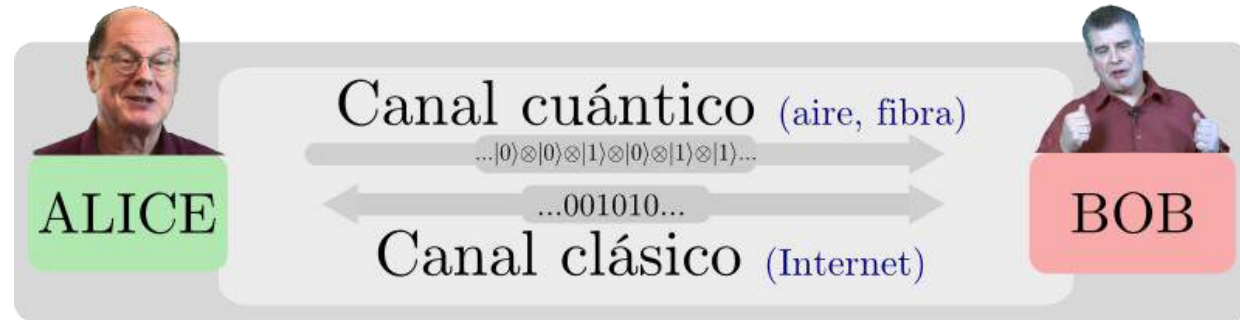 Canal cuántico (aire, fibra)
...|0⟩⊗|0⟩⊗|1⟩⊗|0⟩⊗|1⟩⊗|1⟩...
ALICE
...001010...
BOB
Canal clásico (Internet)